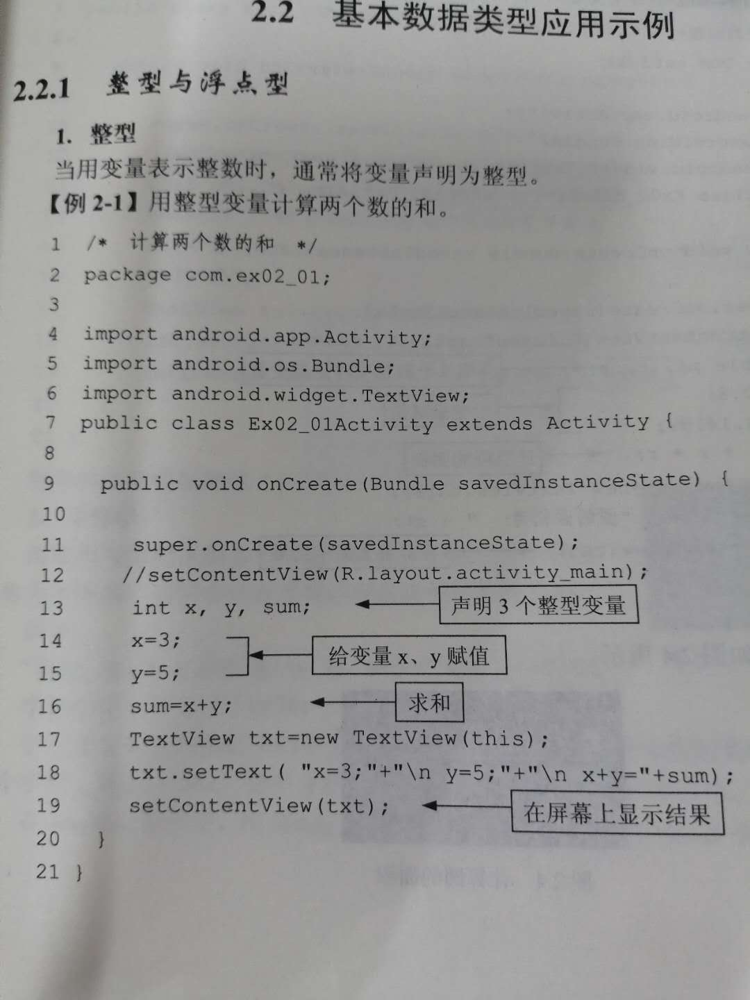 2.2 基本数据类型应用示例
2.2.1 整型与浮点型
1. 整型
当用变量表示整数时，通常将变量声明为整型。
【例 2-1】用整型变量计算两个数的和。
1 /* 计算两个数的和 */
2 package com.ex02_01;
3
4 import android.app.Activity;
5 import android.os.Bundle;
6 import android.widget.TextView;
7 public class Ex02_01Activity extends Activity {
8
9 public void onCreate(Bundle savedInstanceState) {
10
11 super.onCreate(savedInstanceState);
12 //setContentView(R.layout.activity_main);
13 int x, y, sum; 声明 3 个整型变量
14 x=3;
给变量 x、y 赋值
15 y=5;
16 sum=x+y; 求和
17 TextView txt=new TextView(this);
18 txt.setText( "x=3;"+"\n y=5;"+"\n x+y="+sum);
19 setContentView(txt); 在屏幕上显示结果
20 }
21 }